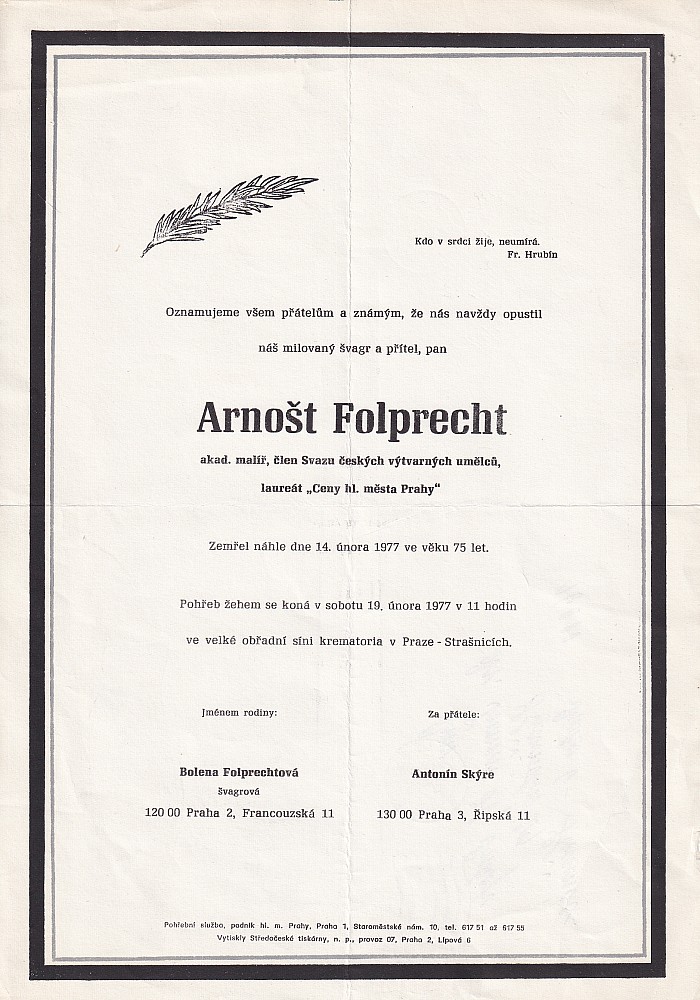 Kdo v srdci žije, neumírá.
Fr. Hrubín
Oznamujeme všem přátelům a známým, že nás navždy opustil
náš milovaný švagr a přítel, pan
Arnošt Folprecht
akad. malíř, člen Svazu českých výtvarných umělců,
laureát „Ceny hl. města Prahy“
Zemřel náhle dne 14. února 1977 ve věku 75 let.
Pohřeb žehem se koná v sobotu 19. února 1977 v 11 hodin
ve velké obřadní síni krematoria v Praze - Strašnicích.
Jménem rodiny:
Bolena Folprechtová
švagrová
120 00 Praha 2, Francouzská 11
Za přátele:
Antonín Skýre
130 00 Praha 3, Řipská 11
Pohřební služba, podnik hl. m. Prahy, Praha 1, Staroměstské nám. 10, tel. 617 51 až 617 55
Vytiskly Středočeské tiskárny, n. p., provoz 07, Praha 2, Lípová 6